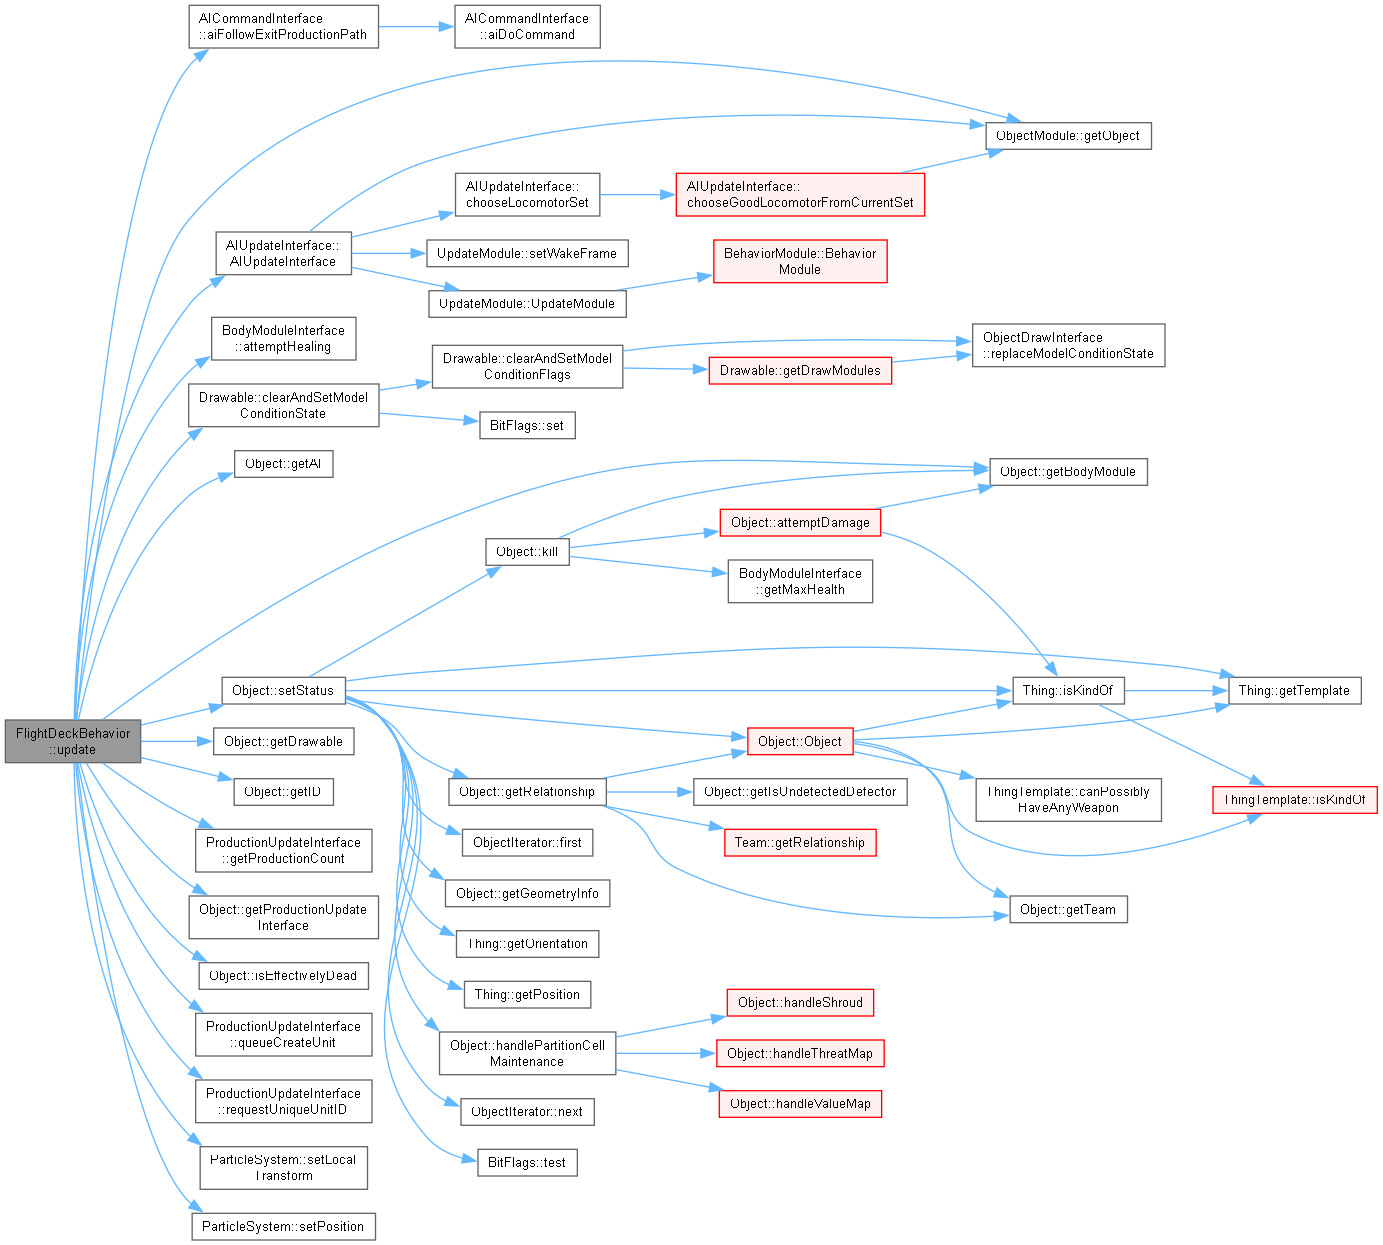 AICommandInterface
::aiFollowExitProductionPath
AICommandInterface
::aiDoCommand
ObjectModule::getObject
AIUpdateInterface::
chooseLocomotorSet
AIUpdateInterface::
chooseGoodLocomotorFromCurrentSet
AIUpdateInterface::
AIUpdateInterface
UpdateModule::setWakeFrame
BehaviorModule::Behavior
Module
UpdateModule::UpdateModule
BodyModuleInterface
::attemptHealing
Drawable::clearAndSetModel
ConditionFlags
ObjectDrawInterface
::replaceModelConditionState
Drawable::getDrawModules
Drawable::clearAndSetModel
ConditionState
BitFlags::set
Object::getAI
Object::getBodyModule
Object::attemptDamage
Object::kill
BodyModuleInterface
::getMaxHealth
Object::setStatus
Thing::isKindOf
Thing::getTemplate
FlightDeckBehavior
::update
Object::getDrawable
Object::Object
Object::getID
Object::getRelationship
Object::getIsUndetectedDefector
ThingTemplate::canPossibly
HaveAnyWeapon
ThingTemplate::isKindOf
ProductionUpdateInterface
::getProductionCount
ObjectIterator::first
Team::getRelationship
Object::getGeometryInfo
Object::getProductionUpdate
Interface
Object::getTeam
Thing::getOrientation
Object::isEffectivelyDead
Thing::getPosition
Object::handleShroud
ProductionUpdateInterface
::queueCreateUnit
Object::handlePartitionCell
Maintenance
Object::handleThreatMap
ProductionUpdateInterface
::requestUniqueUnitID
ObjectIterator::next
Object::handleValueMap
ParticleSystem::setLocal
Transform
BitFlags::test
ParticleSystem::setPosition